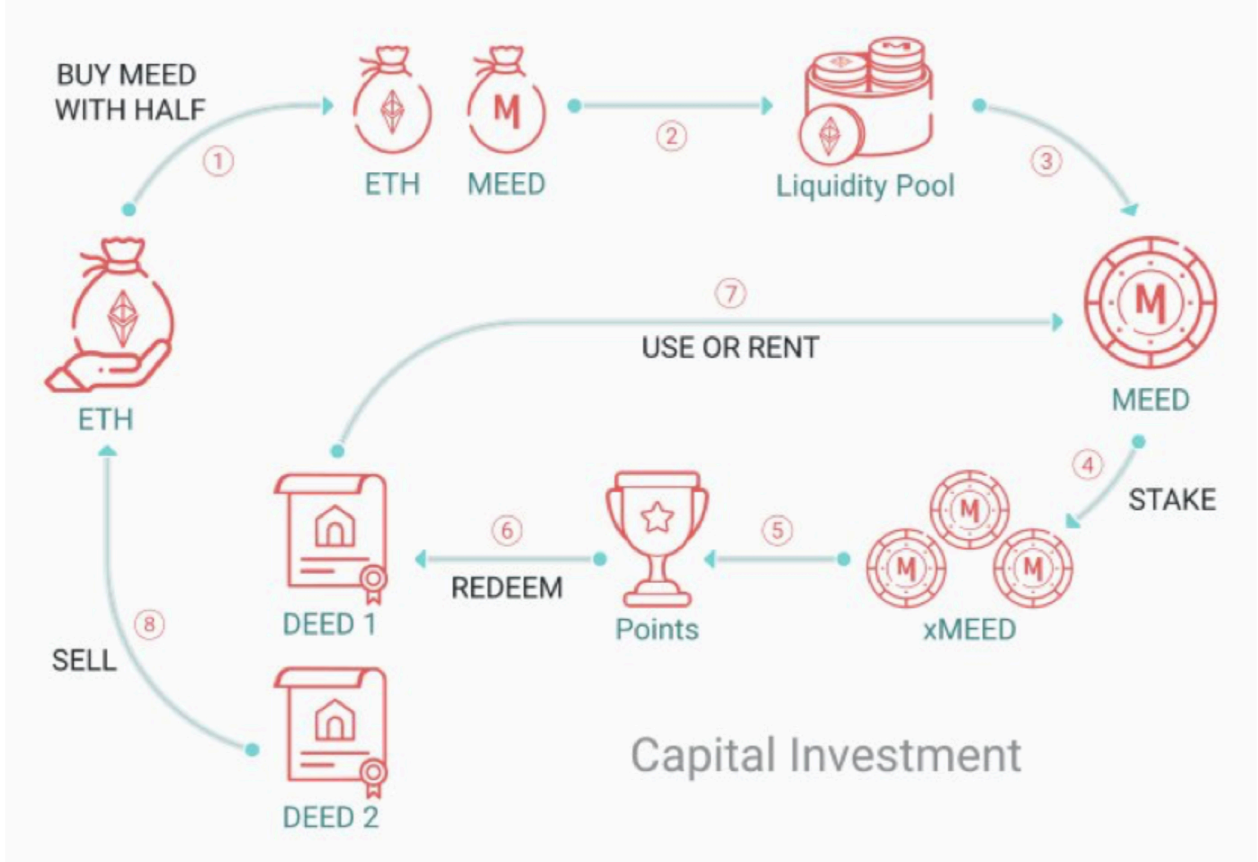 BUY MEED
WITH HALF
①
ETH
M
MEED
②
Liquidity Pool
③
M
MEED
ETH
⑦
USE OR RENT
④
STAKE
M
M
M
xMEED
⑤
Points
⑥
REDEEM
DEED 1
⑧
SELL
DEED 2
Capital Investment